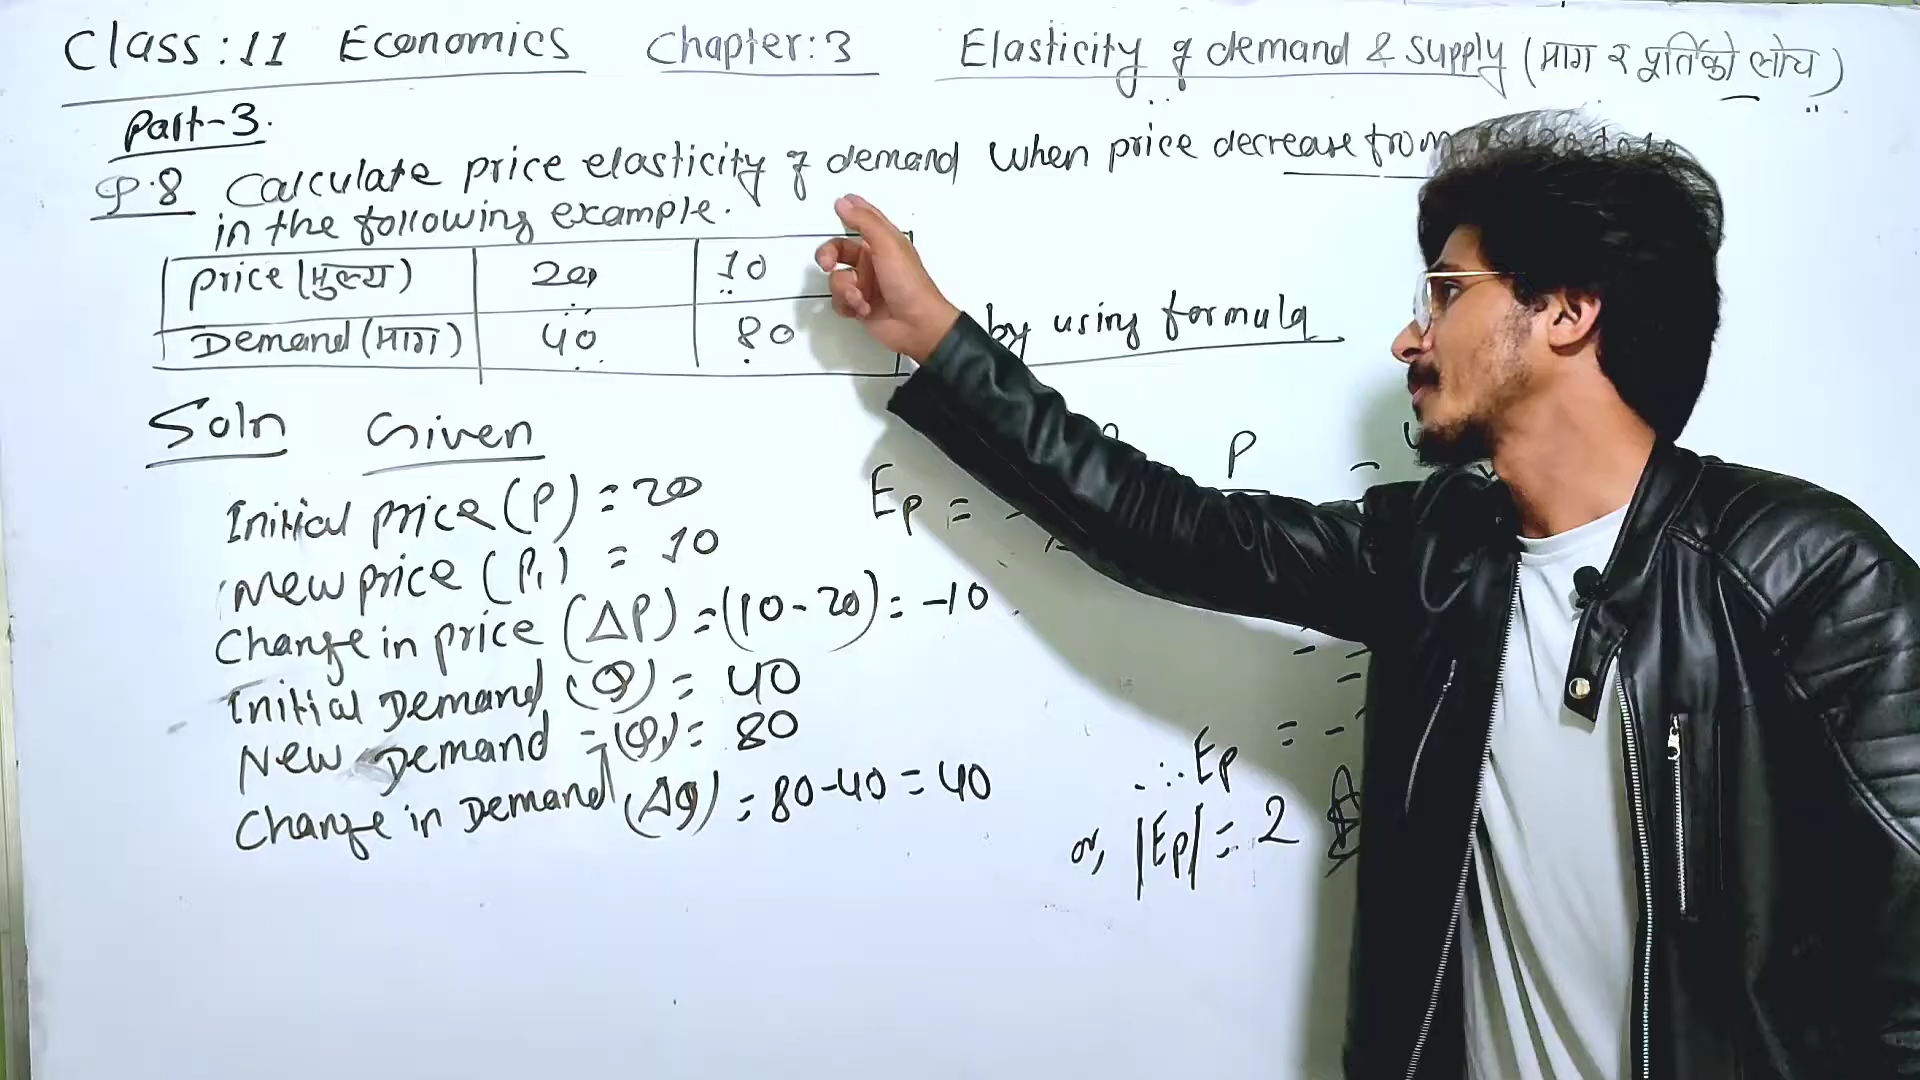 Class:11 Economics Chapter:3 Elasticity of demand & supply (माग र पूर्तिको लोच)
Part-3.
Q.8 Calculate price elasticity of demand when price decrease from
in the following example.
price (मुल्य) 20 10
Demand (माग) 40 80
by using formula
Soln Given
Initial price (P) = 20
New price (P₁) = 10
Change in price (ΔP) = (10-20) = -10
Initial Demand (Q) = 40
New Demand = (Q₁) = 80
Change in Demand (ΔQ) = 80-40 = 40
Ep = P =
∴ Ep = -
or, |Ep| = 2